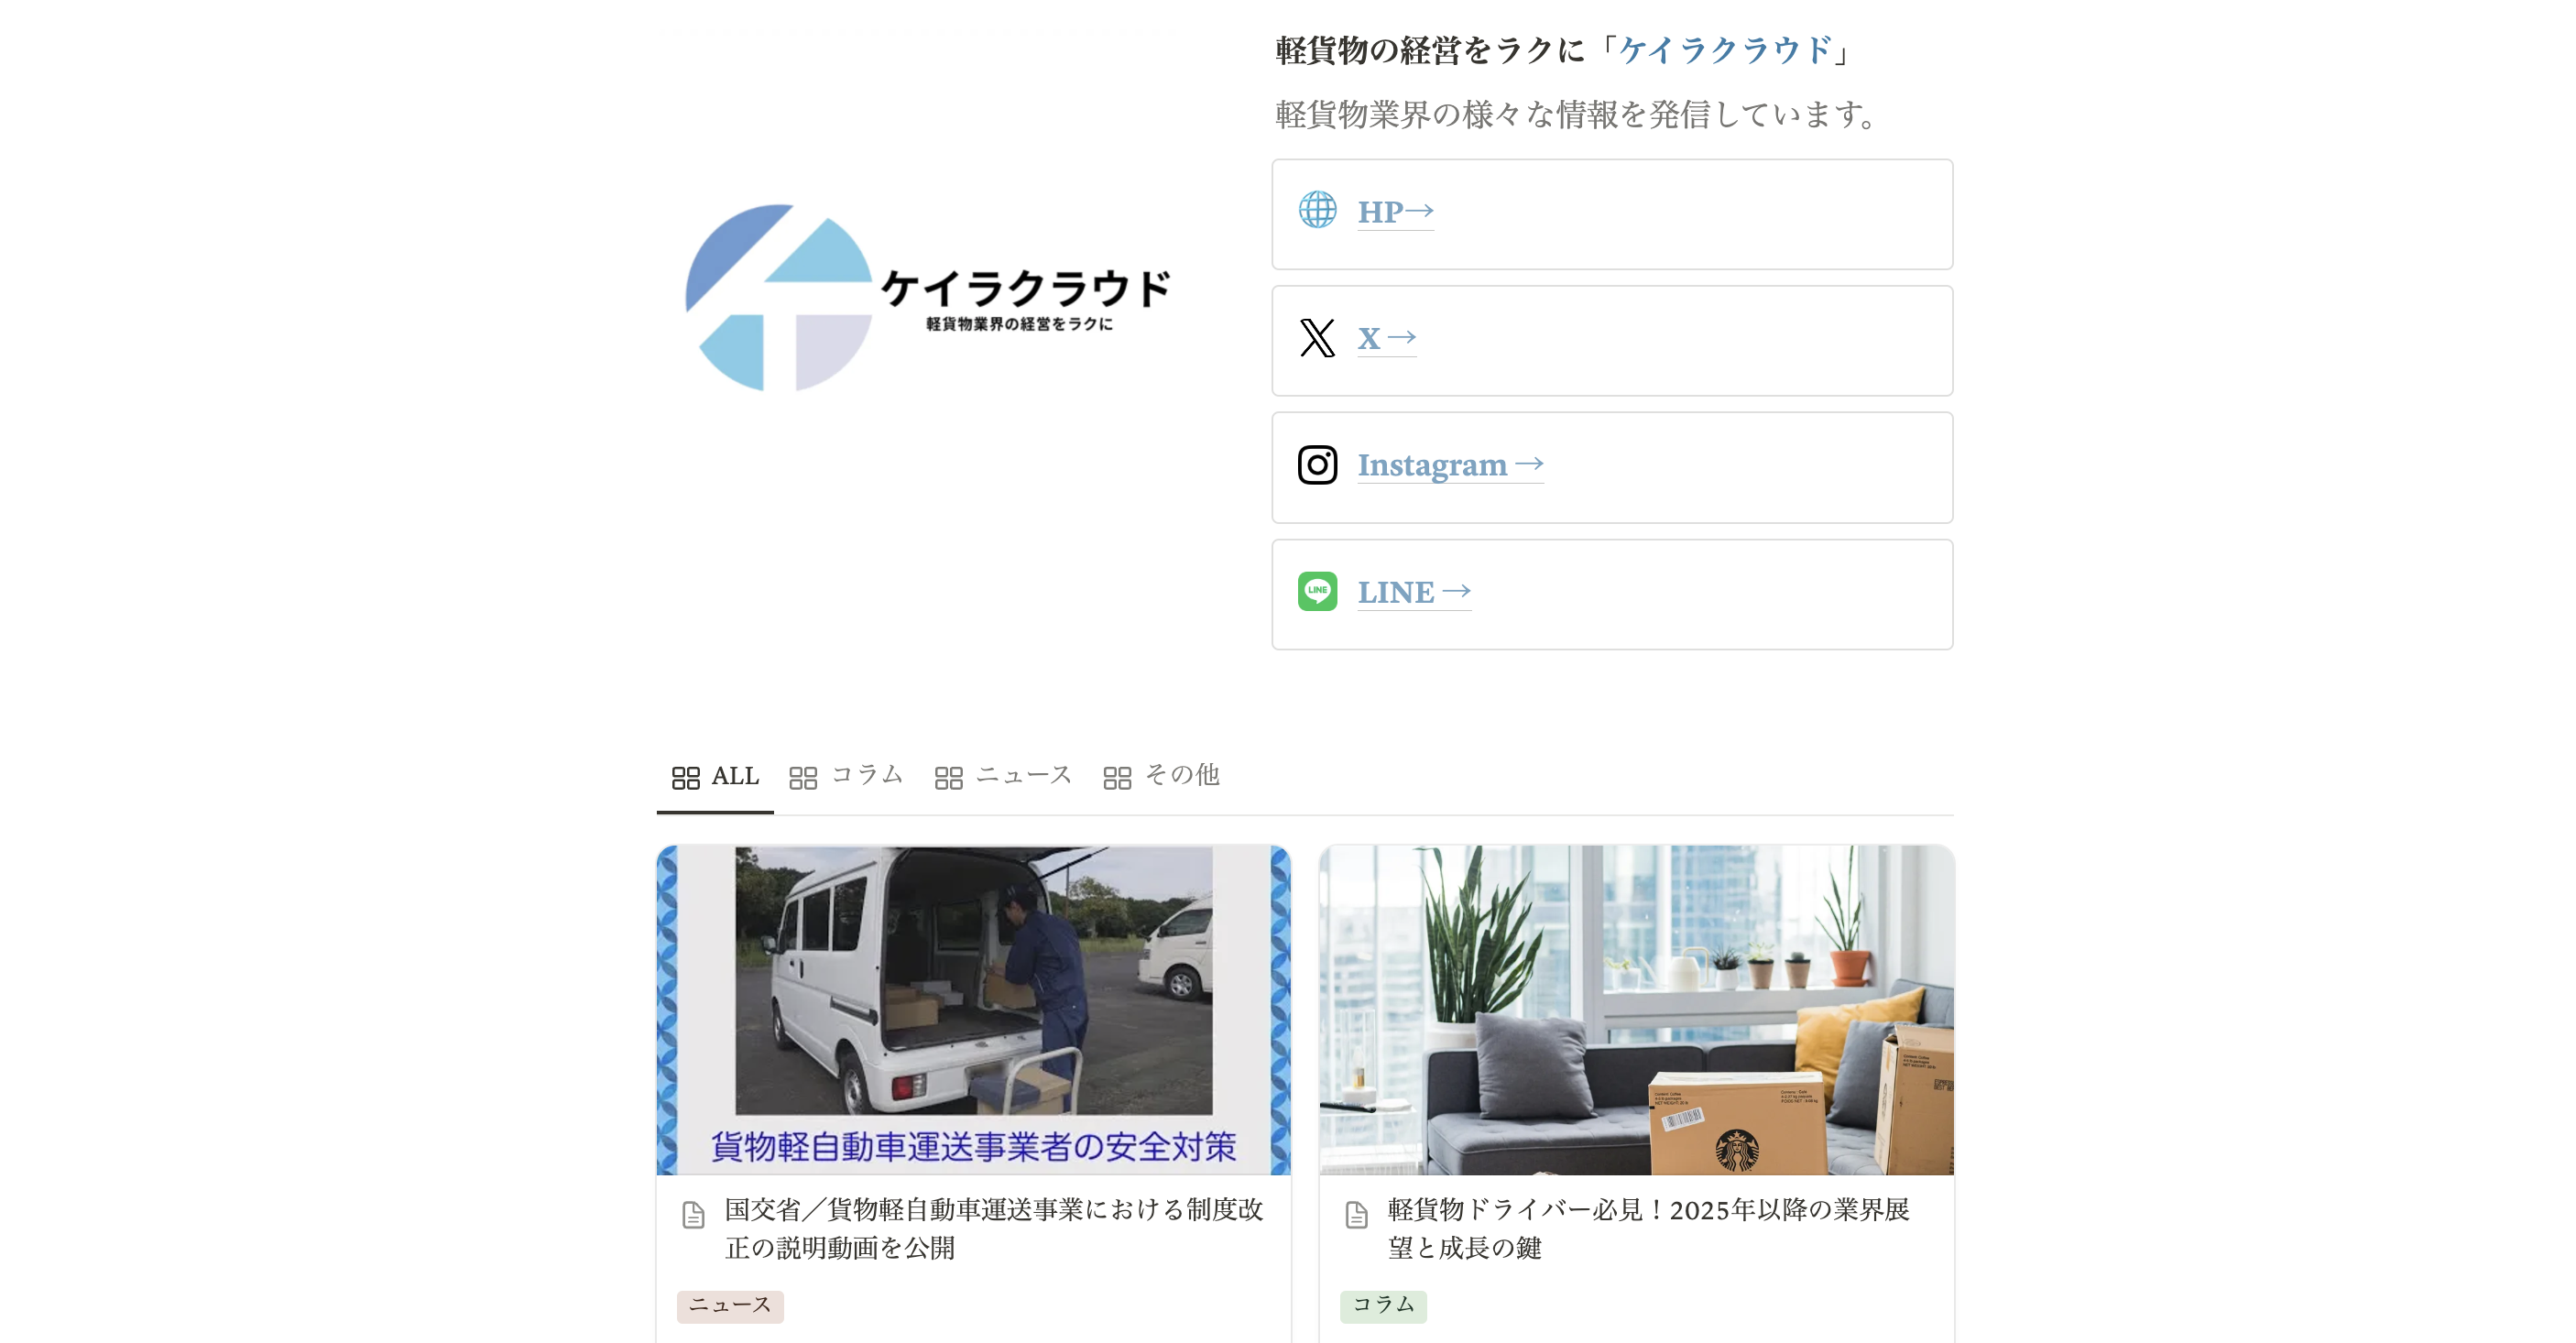 軽貨物の経営をラクに「ケイラクラウド」
軽貨物業界の様々な情報を発信しています。
ケイラクラウド
軽貨物業界の経営をラクに
HP→
X →
Instagram →
LINE
LINE →
ALL
コラム
ニュース
その他
貨物軽自動車運送事業者の安全対策
国交省／貨物軽自動車運送事業における制度改
正の説明動画を公開
ニュース
軽貨物ドライバー必見！2025年以降の業界展
望と成長の鍵
コラム